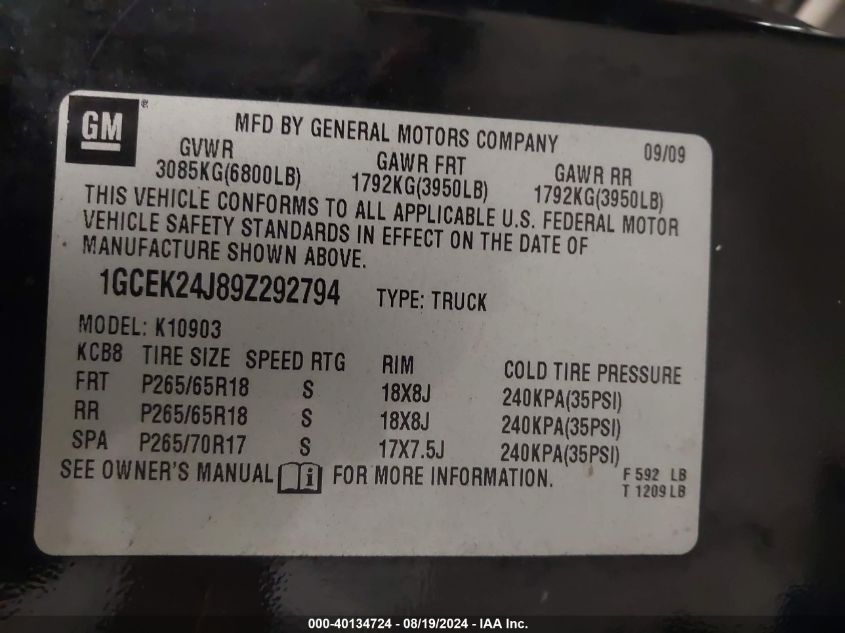 GM®
MFD BY GENERAL MOTORS COMPANY 09/09
GVWR GAWR FRT GAWR RR
3085KG(6800LB) 1792KG(3950LB) 1792KG(3950LB)
THIS VEHICLE CONFORMS TO ALL APPLICABLE U.S. FEDERAL MOTOR
VEHICLE SAFETY STANDARDS IN EFFECT ON THE DATE OF
MANUFACTURE SHOWN ABOVE.
1GCEK24J89Z292794 TYPE: TRUCK
MODEL: K10903
KCB8 TIRE SIZE SPEED RTG RIM COLD TIRE PRESSURE
FRT P265/65R18 S 18X8J 240KPA(35PSI)
RR P265/65R18 S 18X8J 240KPA(35PSI)
SPA P265/70R17 S 17X7.5J 240KPA(35PSI)
SEE OWNER'S MANUAL i FOR MORE INFORMATION.
F 592 LB
T 1209 LB
000-40134724 - 08/19/2024 - IAA Inc.